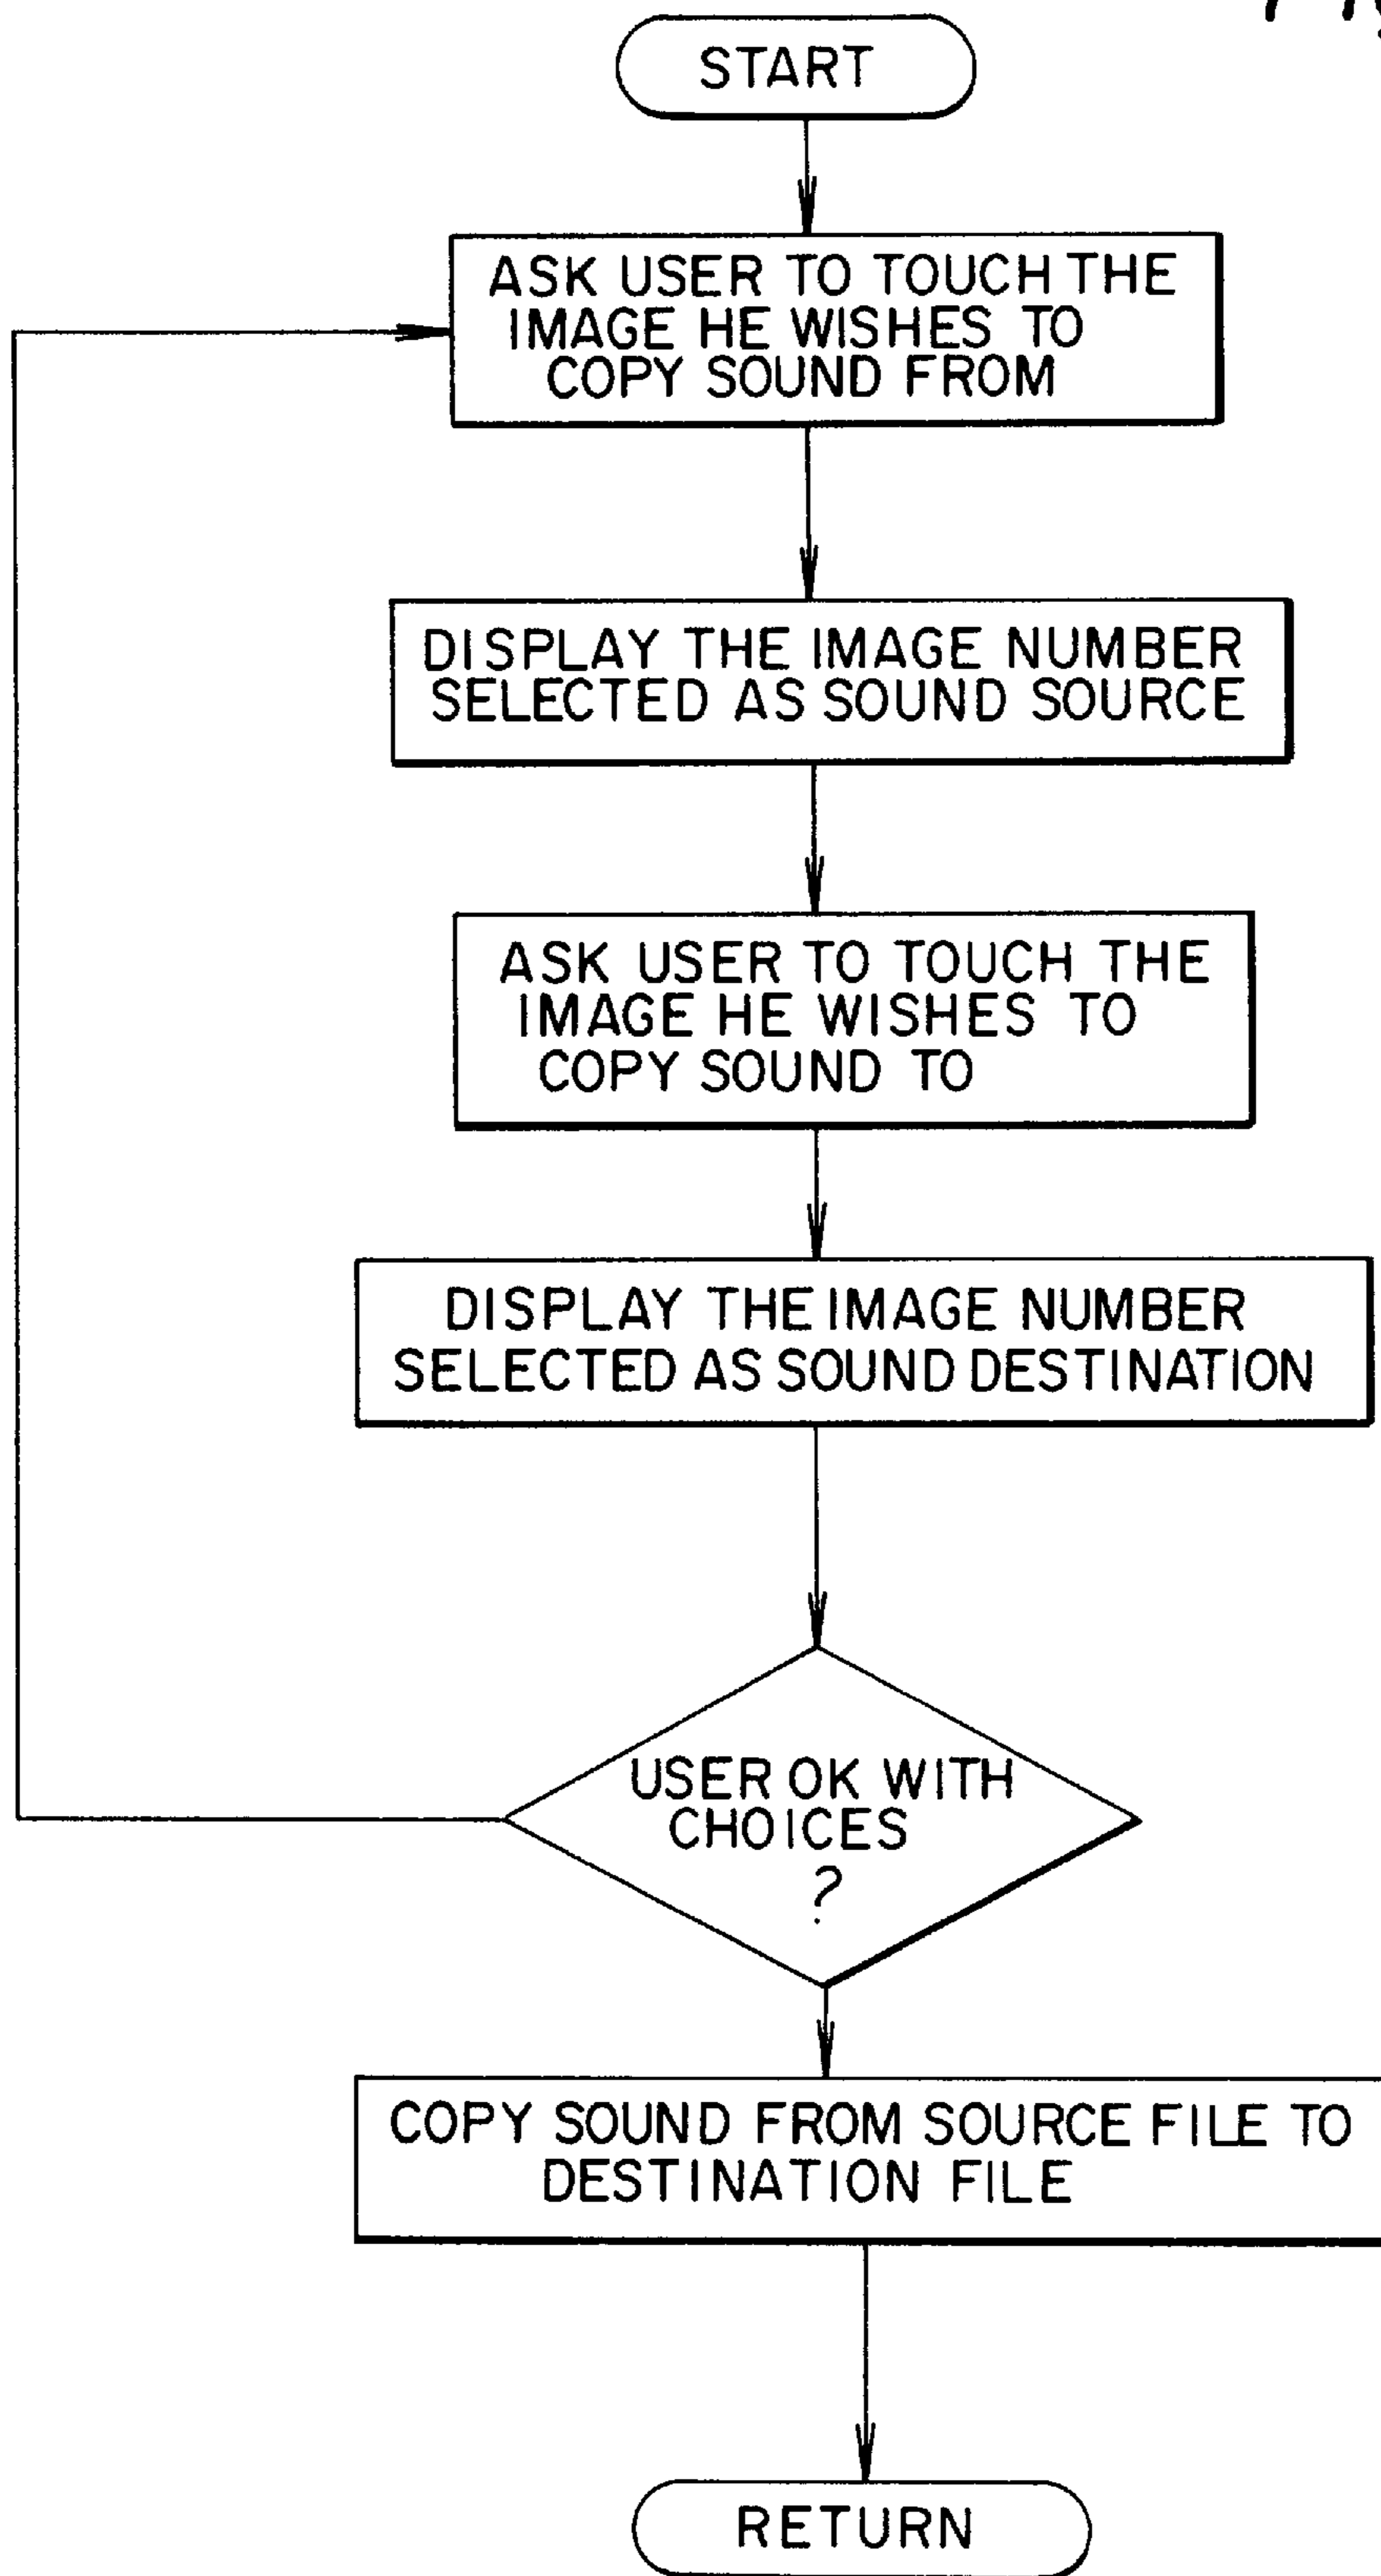 START
ASK USER TO TOUCH THE
IMAGE HE WISHES TO
COPY SOUND FROM
DISPLAY THE IMAGE NUMBER
SELECTED AS SOUND SOURCE
ASK USER TO TOUCH THE
IMAGE HE WISHES TO
COPY SOUND TO
DISPLAY THE IMAGE NUMBER
SELECTED AS SOUND DESTINATION
USER OK WITH
CHOICES
?
COPY SOUND FROM SOURCE FILE TO
DESTINATION FILE
RETURN